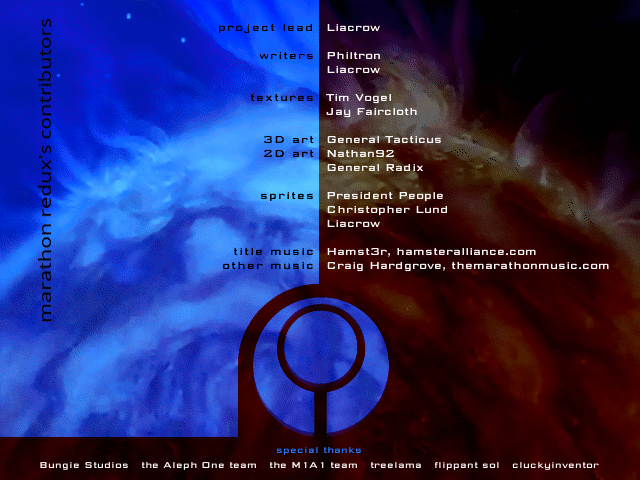 marathon redux's contributors
project lead Liacrow
writers Philtron
Liacrow
textures Tim Vogel
Jay Faircloth
3D art General Tacticus
2D art Nathan92
General Radix
sprites President People
Christopher Lund
Liacrow
title music Hamst3r, hamsteralliance.com
other music Craig Hardgrove, themarathonmusic.com
special thanks
Bungie Studios the Aleph One team the M1A1 team treelama flippant sol cluckyinventor